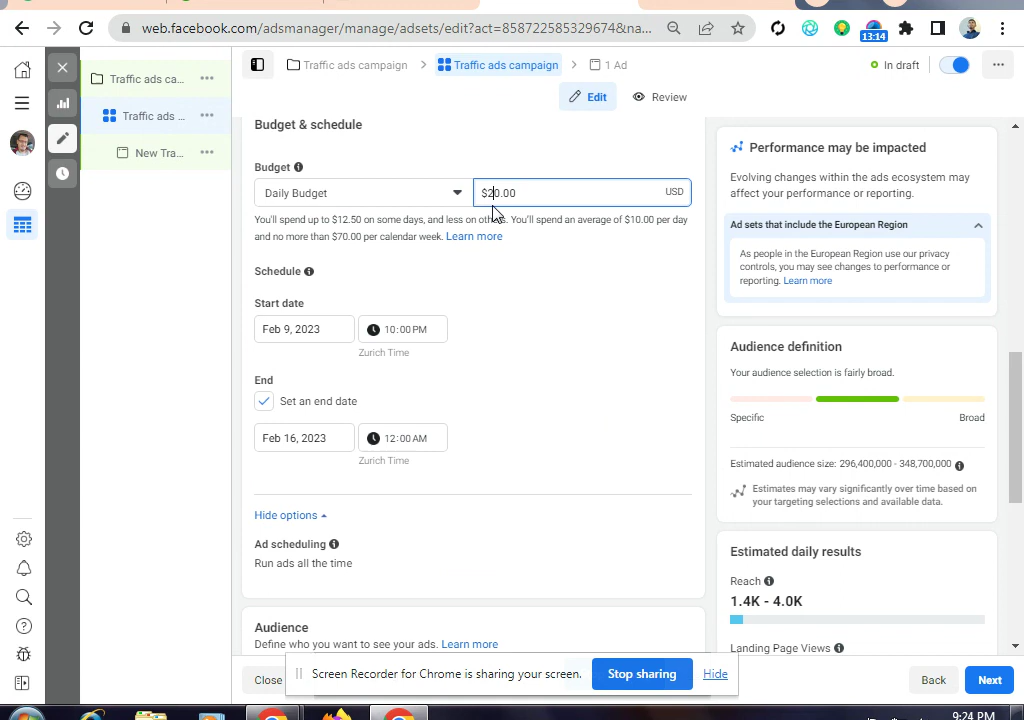 web.facebook.com/adsmanager/manage/adsets/edit?act=858722585329674&na...
13:14
Traffic ads ca...
Traffic ads ...
New Tra...
Traffic ads campaign
Traffic ads campaign
1 Ad
In draft
Edit
Review
Budget & schedule
Budget
Daily Budget
$20.00
USD
You'll spend up to $12.50 on some days, and less on others. You'll spend an average of $10.00 per day
and no more than $70.00 per calendar week. Learn more
Schedule
Start date
Feb 9, 2023
10:00 PM
Zurich Time
End
Set an end date
Feb 16, 2023
12:00 AM
Zurich Time
Hide options
Ad scheduling
Run ads all the time
Audience
Define who you want to see your ads. Learn more
Performance may be impacted
Evolving changes within the ads ecosystem may
affect your performance or reporting.
Ad sets that include the European Region
As people in the European Region use our privacy
controls, you may see changes to performance or
reporting. Learn more
Audience definition
Your audience selection is fairly broad.
Specific
Broad
Estimated audience size: 296,400,000 - 348,700,000
Estimates may vary significantly over time based on
your targeting selections and available data.
Estimated daily results
Reach
1.4K - 4.0K
Landing Page Views
Close
Screen Recorder for Chrome is sharing your screen.
Stop sharing
Hide
Back
Next
9:24 PM